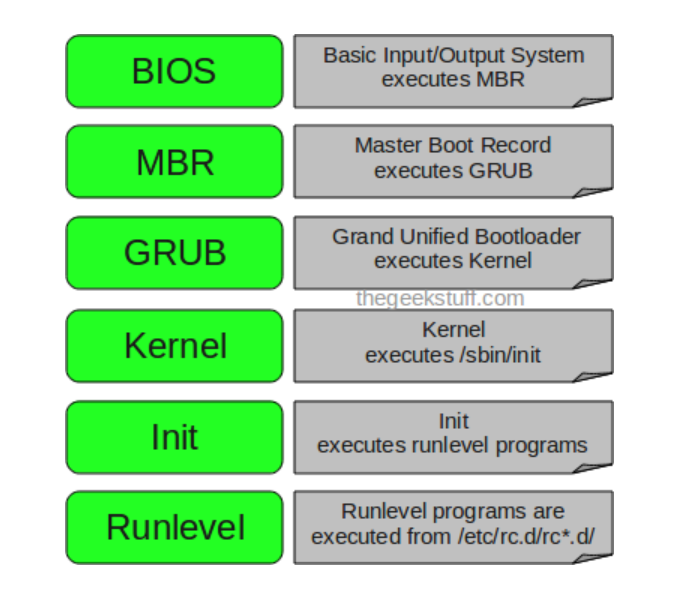 BIOS
Basic Input/Output System
executes MBR
MBR
Master Boot Record
executes GRUB
GRUB
Grand Unified Bootloader
executes Kernel
thegeekstuff.com
Kernel
Kernel
executes /sbin/init
Init
Init
executes runlevel programs
Runlevel
Runlevel programs are
executed from /etc/rc.d/rc*.d/